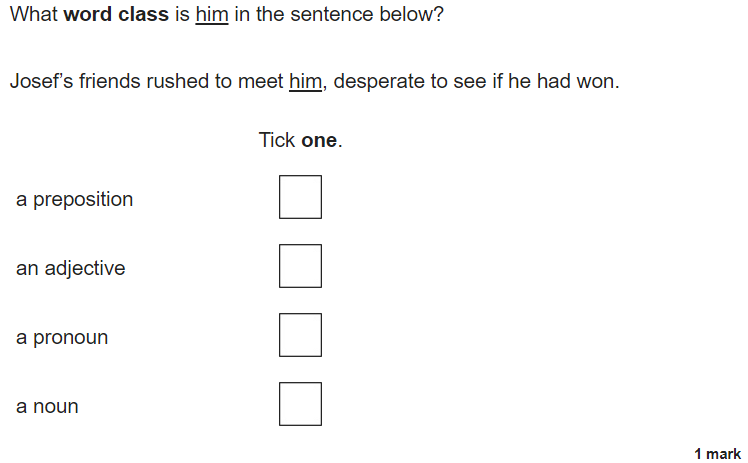 What word class is him in the sentence below?
Josef’s friends rushed to meet him, desperate to see if he had won.
Tick one.
a preposition
an adjective
a pronoun
a noun
1 mark